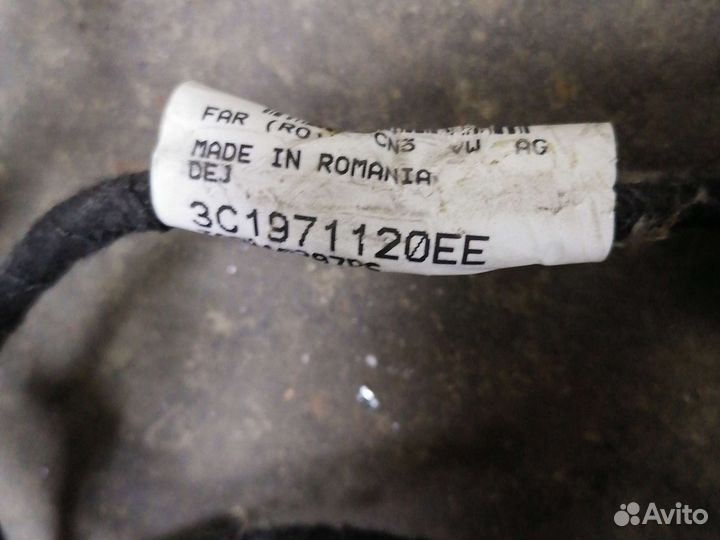 FAR (RO) CN3 VW AG
MADE IN ROMANIA
DEJ
3C1971120EE
Avito